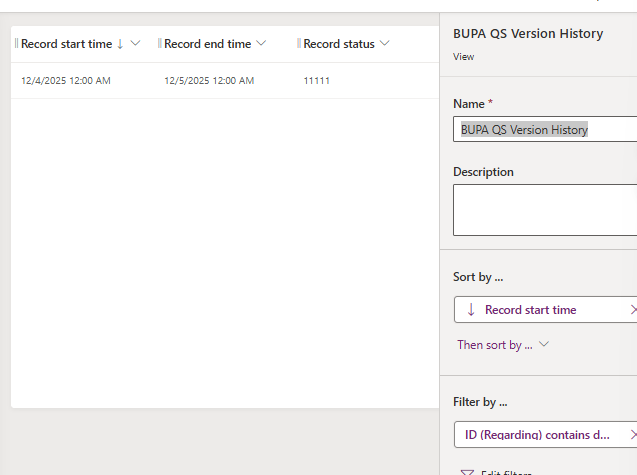 Record start time ↓ Record end time Record status
12/4/2025 12:00 AM 12/5/2025 12:00 AM 11111
BUPA QS Version History
View
Name *
BUPA QS Version History
Description
Sort by ...
↓ Record start time
Then sort by ...
Filter by ...
ID (Regarding) contains d...
Edit filters